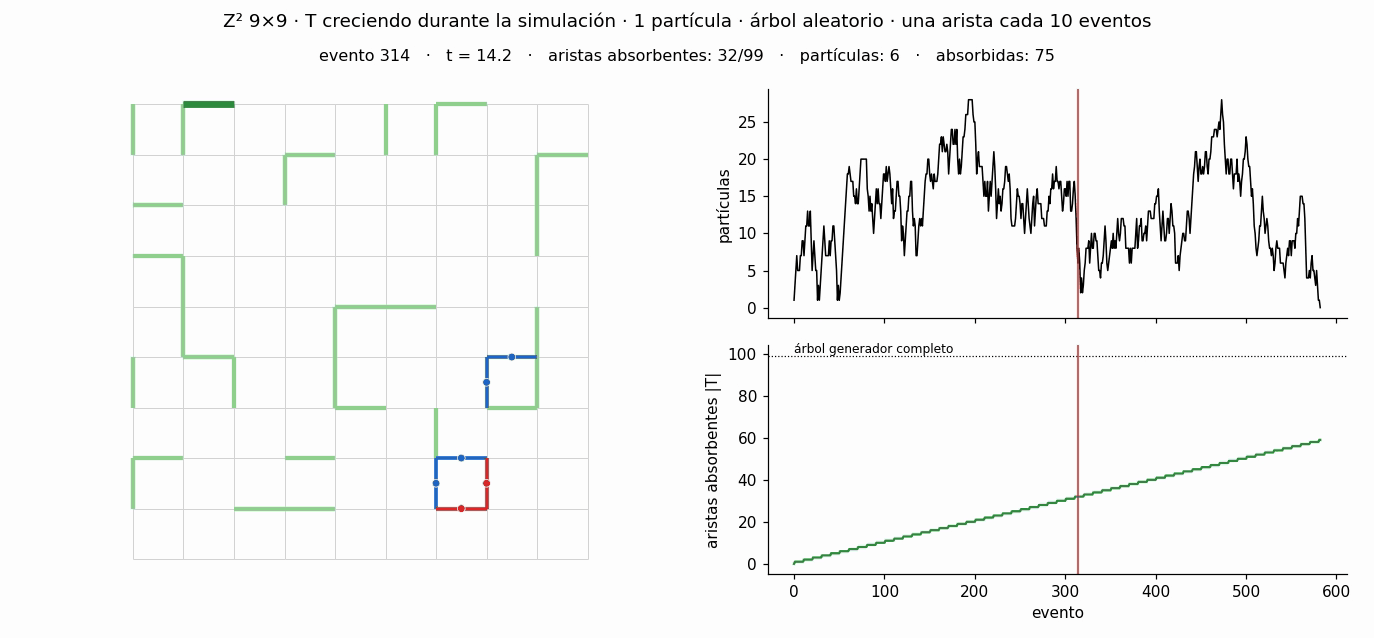 Z² 9×9 · T creciendo durante la simulación · 1 partícula · árbol aleatorio · una arista cada 10 eventos
evento 314 · t = 14.2 · aristas absorbentes: 32/99 · partículas: 6 · absorbidas: 75
partículas
25
20
15
10
5
0
árbol generador completo
aristas absorbentes |T|
100
80
60
40
20
0
0 100 200 300 400 500 600
evento